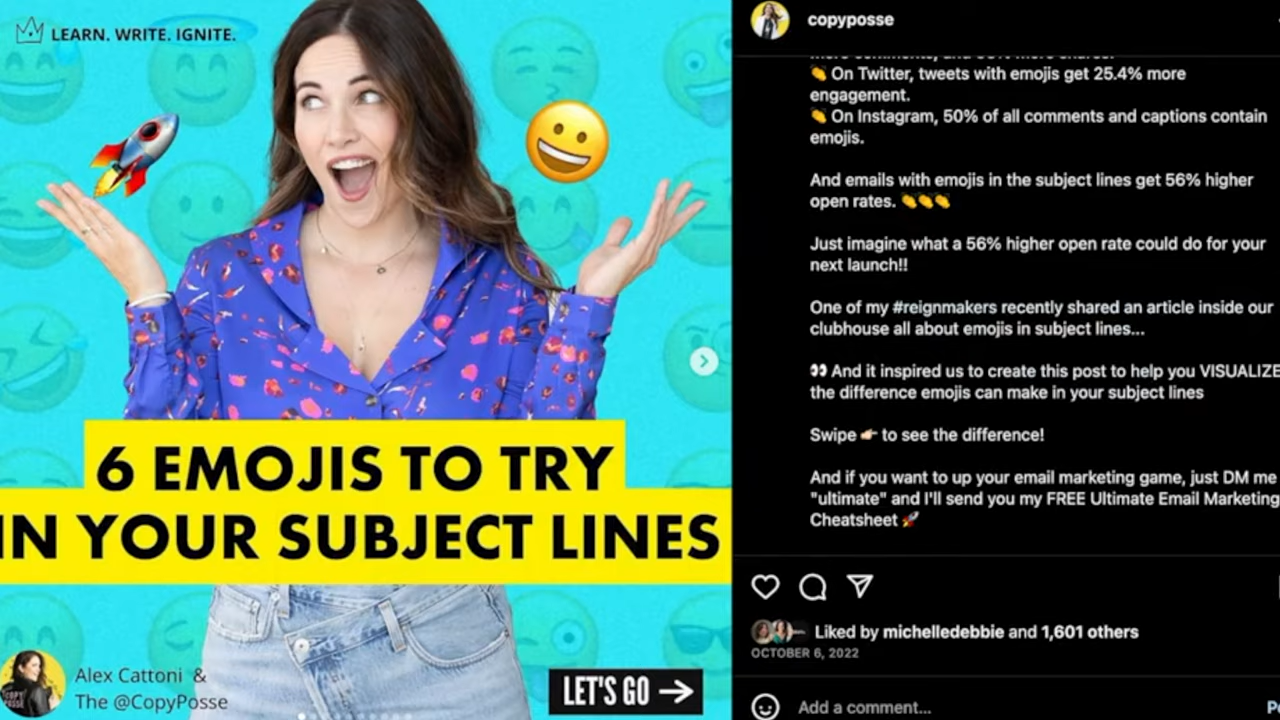 LEARN. WRITE. IGNITE.
6 EMOJIS TO TRY
IN YOUR SUBJECT LINES
Alex Cattoni &
The @CopyPosse
LET'S GO →
copyposse
👏 On Twitter, tweets with emojis get 25.4% more
engagement.
👏 On Instagram, 50% of all comments and captions contain
emojis.
And emails with emojis in the subject lines get 56% higher
open rates. 👏👏👏
Just imagine what a 56% higher open rate could do for your
next launch!!
One of my #reignmakers recently shared an article inside our
clubhouse all about emojis in subject lines...
👀 And it inspired us to create this post to help you VISUALIZE
the difference emojis can make in your subject lines
Swipe 👉🏻 to see the difference!
And if you want to up your email marketing game, just DM me
"ultimate" and I'll send you my FREE Ultimate Email Marketing
Cheatsheet 🚀
Liked by michelledebbie and 1,601 others
OCTOBER 6, 2022
Add a comment...